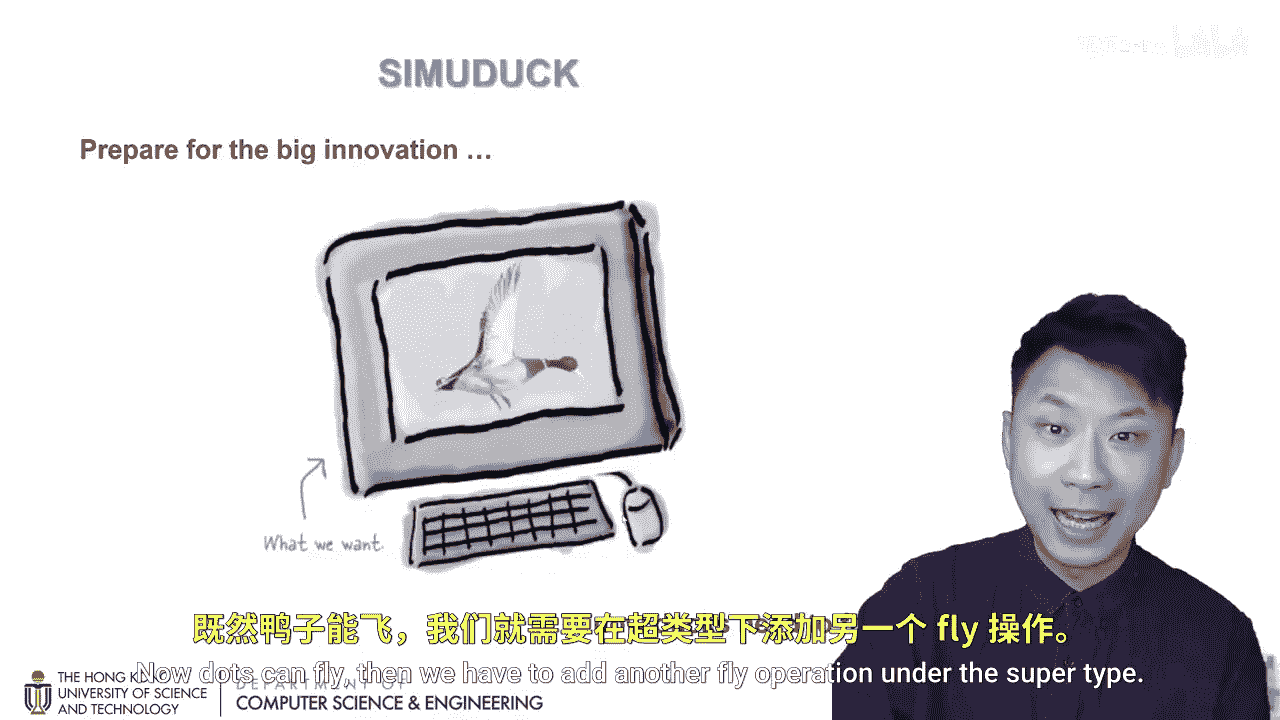 SIMUDUCK
Prepare for the big innovation …
What we want.
既然鸭子能飞，我们就需要在超类型下添加另一个 fly 操作。
Now dots can fly, then we have to add another fly operation under the super type.
THE HONG KONG
UNIVERSITY OF SCIENCE
AND TECHNOLOGY
DEPARTMENT OF
COMPUTER SCIENCE & ENGINEERING